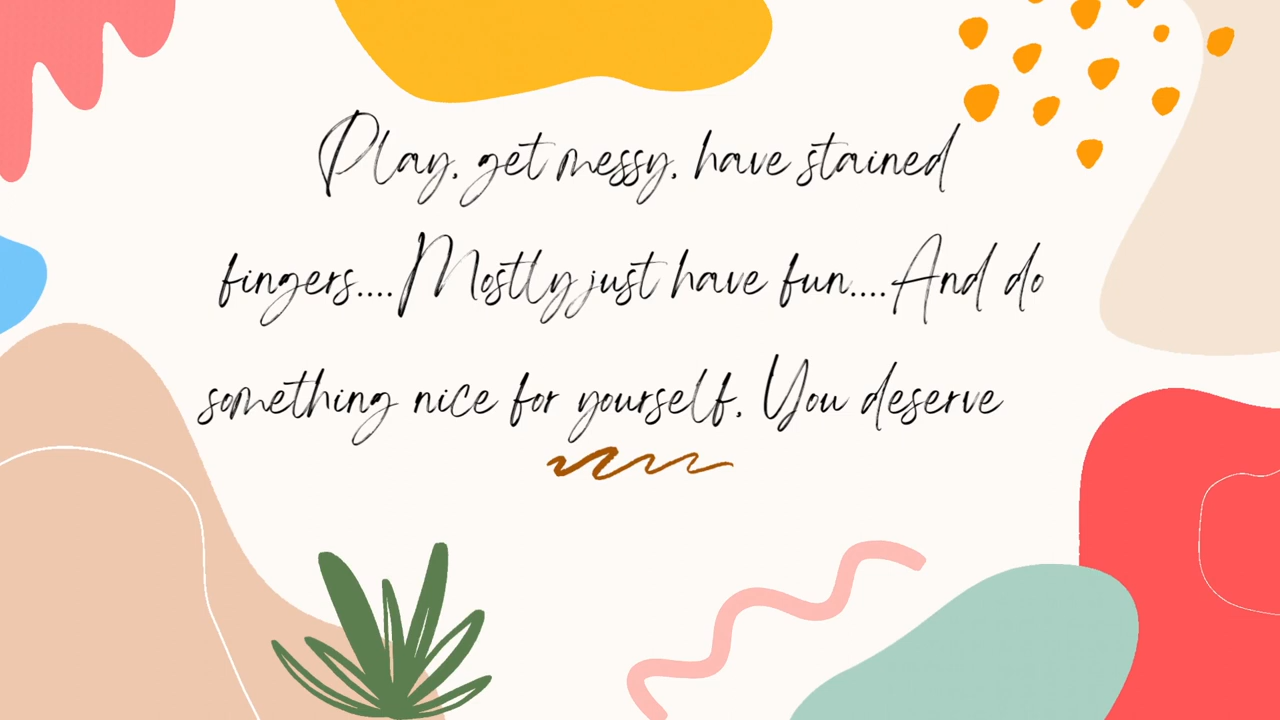 Play, get messy, have stained
fingers....Mostly just have fun....And do
something nice for yourself, You deserve